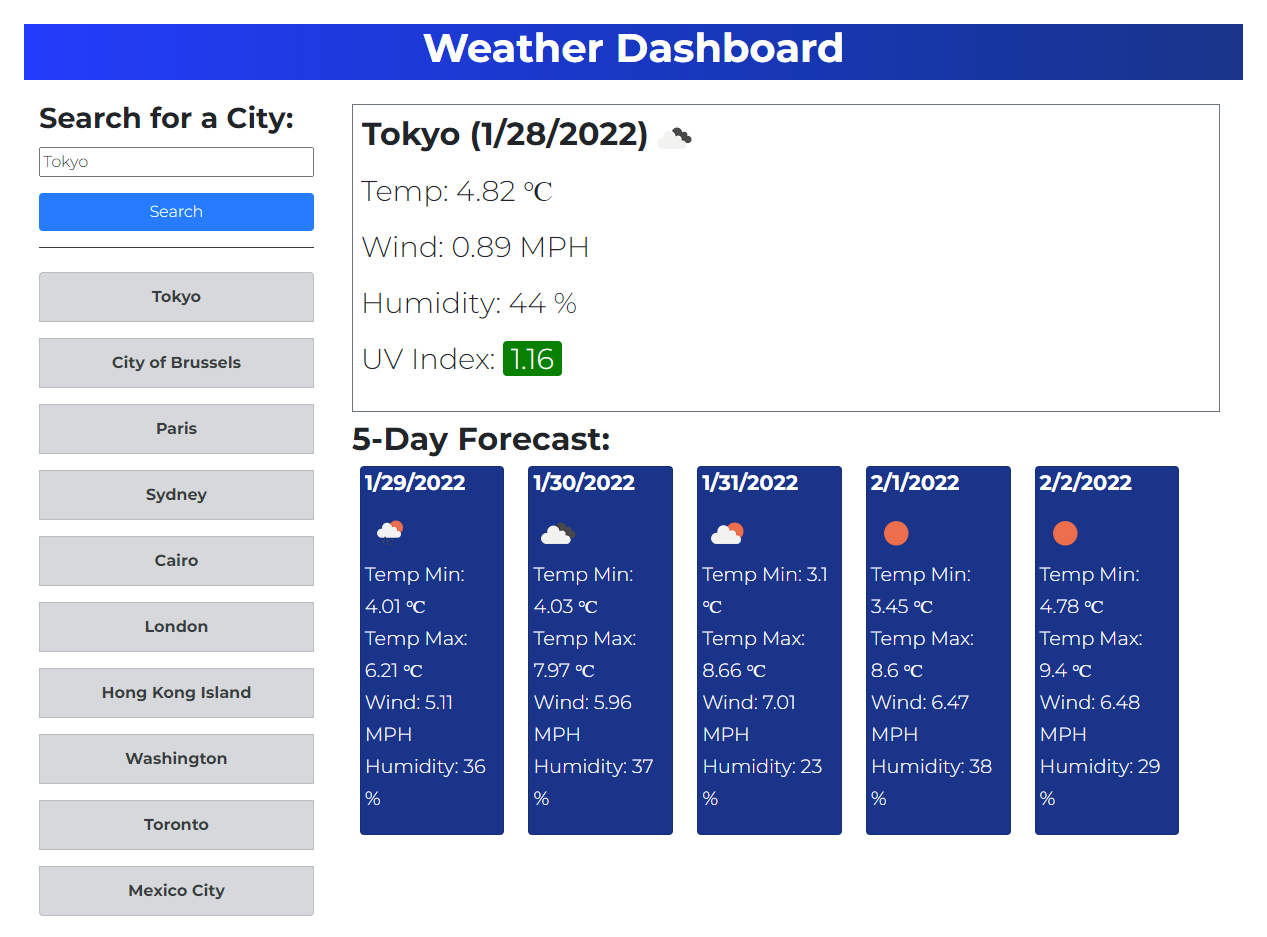 Weather Dashboard
Search for a City:
Tokyo
Search
Tokyo
City of Brussels
Paris
Sydney
Cairo
London
Hong Kong Island
Washington
Toronto
Mexico City
Tokyo (1/28/2022)
Temp: 4.82 ℃
Wind: 0.89 MPH
Humidity: 44 %
UV Index: 1.16
5-Day Forecast:
1/29/2022
Temp Min:
4.01 ℃
Temp Max:
6.21 ℃
Wind: 5.11
MPH
Humidity: 36
%
1/30/2022
Temp Min:
4.03 ℃
Temp Max:
7.97 ℃
Wind: 5.96
MPH
Humidity: 37
%
1/31/2022
Temp Min: 3.1
℃
Temp Max:
8.66 ℃
Wind: 7.01
MPH
Humidity: 23
%
2/1/2022
Temp Min:
3.45 ℃
Temp Max:
8.6 ℃
Wind: 6.47
MPH
Humidity: 38
%
2/2/2022
Temp Min:
4.78 ℃
Temp Max:
9.4 ℃
Wind: 6.48
MPH
Humidity: 29
%